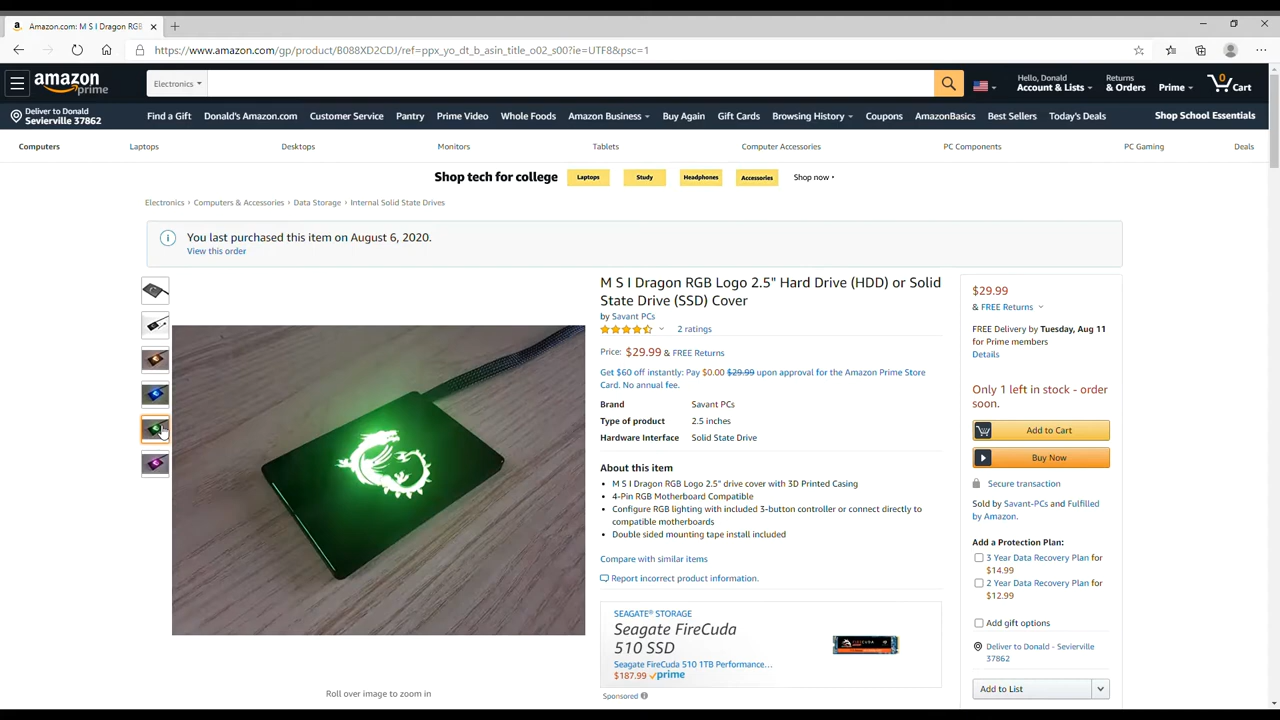 Amazon.com: M S I Dragon RGB
https://www.amazon.com/gp/product/B088XD2CDJ/ref=ppx_yo_dt_b_asin_title_o02_s00?ie=UTF8&psc=1
amazon prime
Electronics
Hello, Donald
Account & Lists
Returns
& Orders
Prime
0
Cart
Deliver to Donald
Sevierville 37862
Find a Gift
Donald's Amazon.com
Customer Service
Pantry
Prime Video
Whole Foods
Amazon Business
Buy Again
Gift Cards
Browsing History
Coupons
AmazonBasics
Best Sellers
Today's Deals
Shop School Essentials
Computers
Laptops
Desktops
Monitors
Tablets
Computer Accessories
PC Components
PC Gaming
Deals
Shop tech for college
Laptops
Study
Headphones
Accessories
Shop now ›
Electronics › Computers & Accessories › Data Storage › Internal Solid State Drives
You last purchased this item on August 6, 2020.
View this order
M S I Dragon RGB Logo 2.5" Hard Drive (HDD) or Solid
State Drive (SSD) Cover
by Savant PCs
2 ratings
Price: $29.99 & FREE Returns
Get $60 off instantly: Pay $0.00 $29.99 upon approval for the Amazon Prime Store
Card. No annual fee.
Brand Savant PCs
Type of product 2.5 inches
Hardware Interface Solid State Drive
About this item
• M S I Dragon RGB Logo 2.5" drive cover with 3D Printed Casing
• 4-Pin RGB Motherboard Compatible
• Configure RGB lighting with included 3-button controller or connect directly to
compatible motherboards
• Double sided mounting tape install included
Compare with similar items
Report incorrect product information.
SEAGATE® STORAGE
Seagate FireCuda
510 SSD
Seagate FireCuda 510 1TB Performance...
$187.99 prime
Sponsored
Roll over image to zoom in
$29.99
& FREE Returns
FREE Delivery by Tuesday, Aug 11
for Prime members
Details
Only 1 left in stock - order
soon.
Add to Cart
Buy Now
Secure transaction
Sold by Savant-PCs and Fulfilled
by Amazon.
Add a Protection Plan:
3 Year Data Recovery Plan for
$14.99
2 Year Data Recovery Plan for
$12.99
Add gift options
Deliver to Donald - Sevierville
37862
Add to List